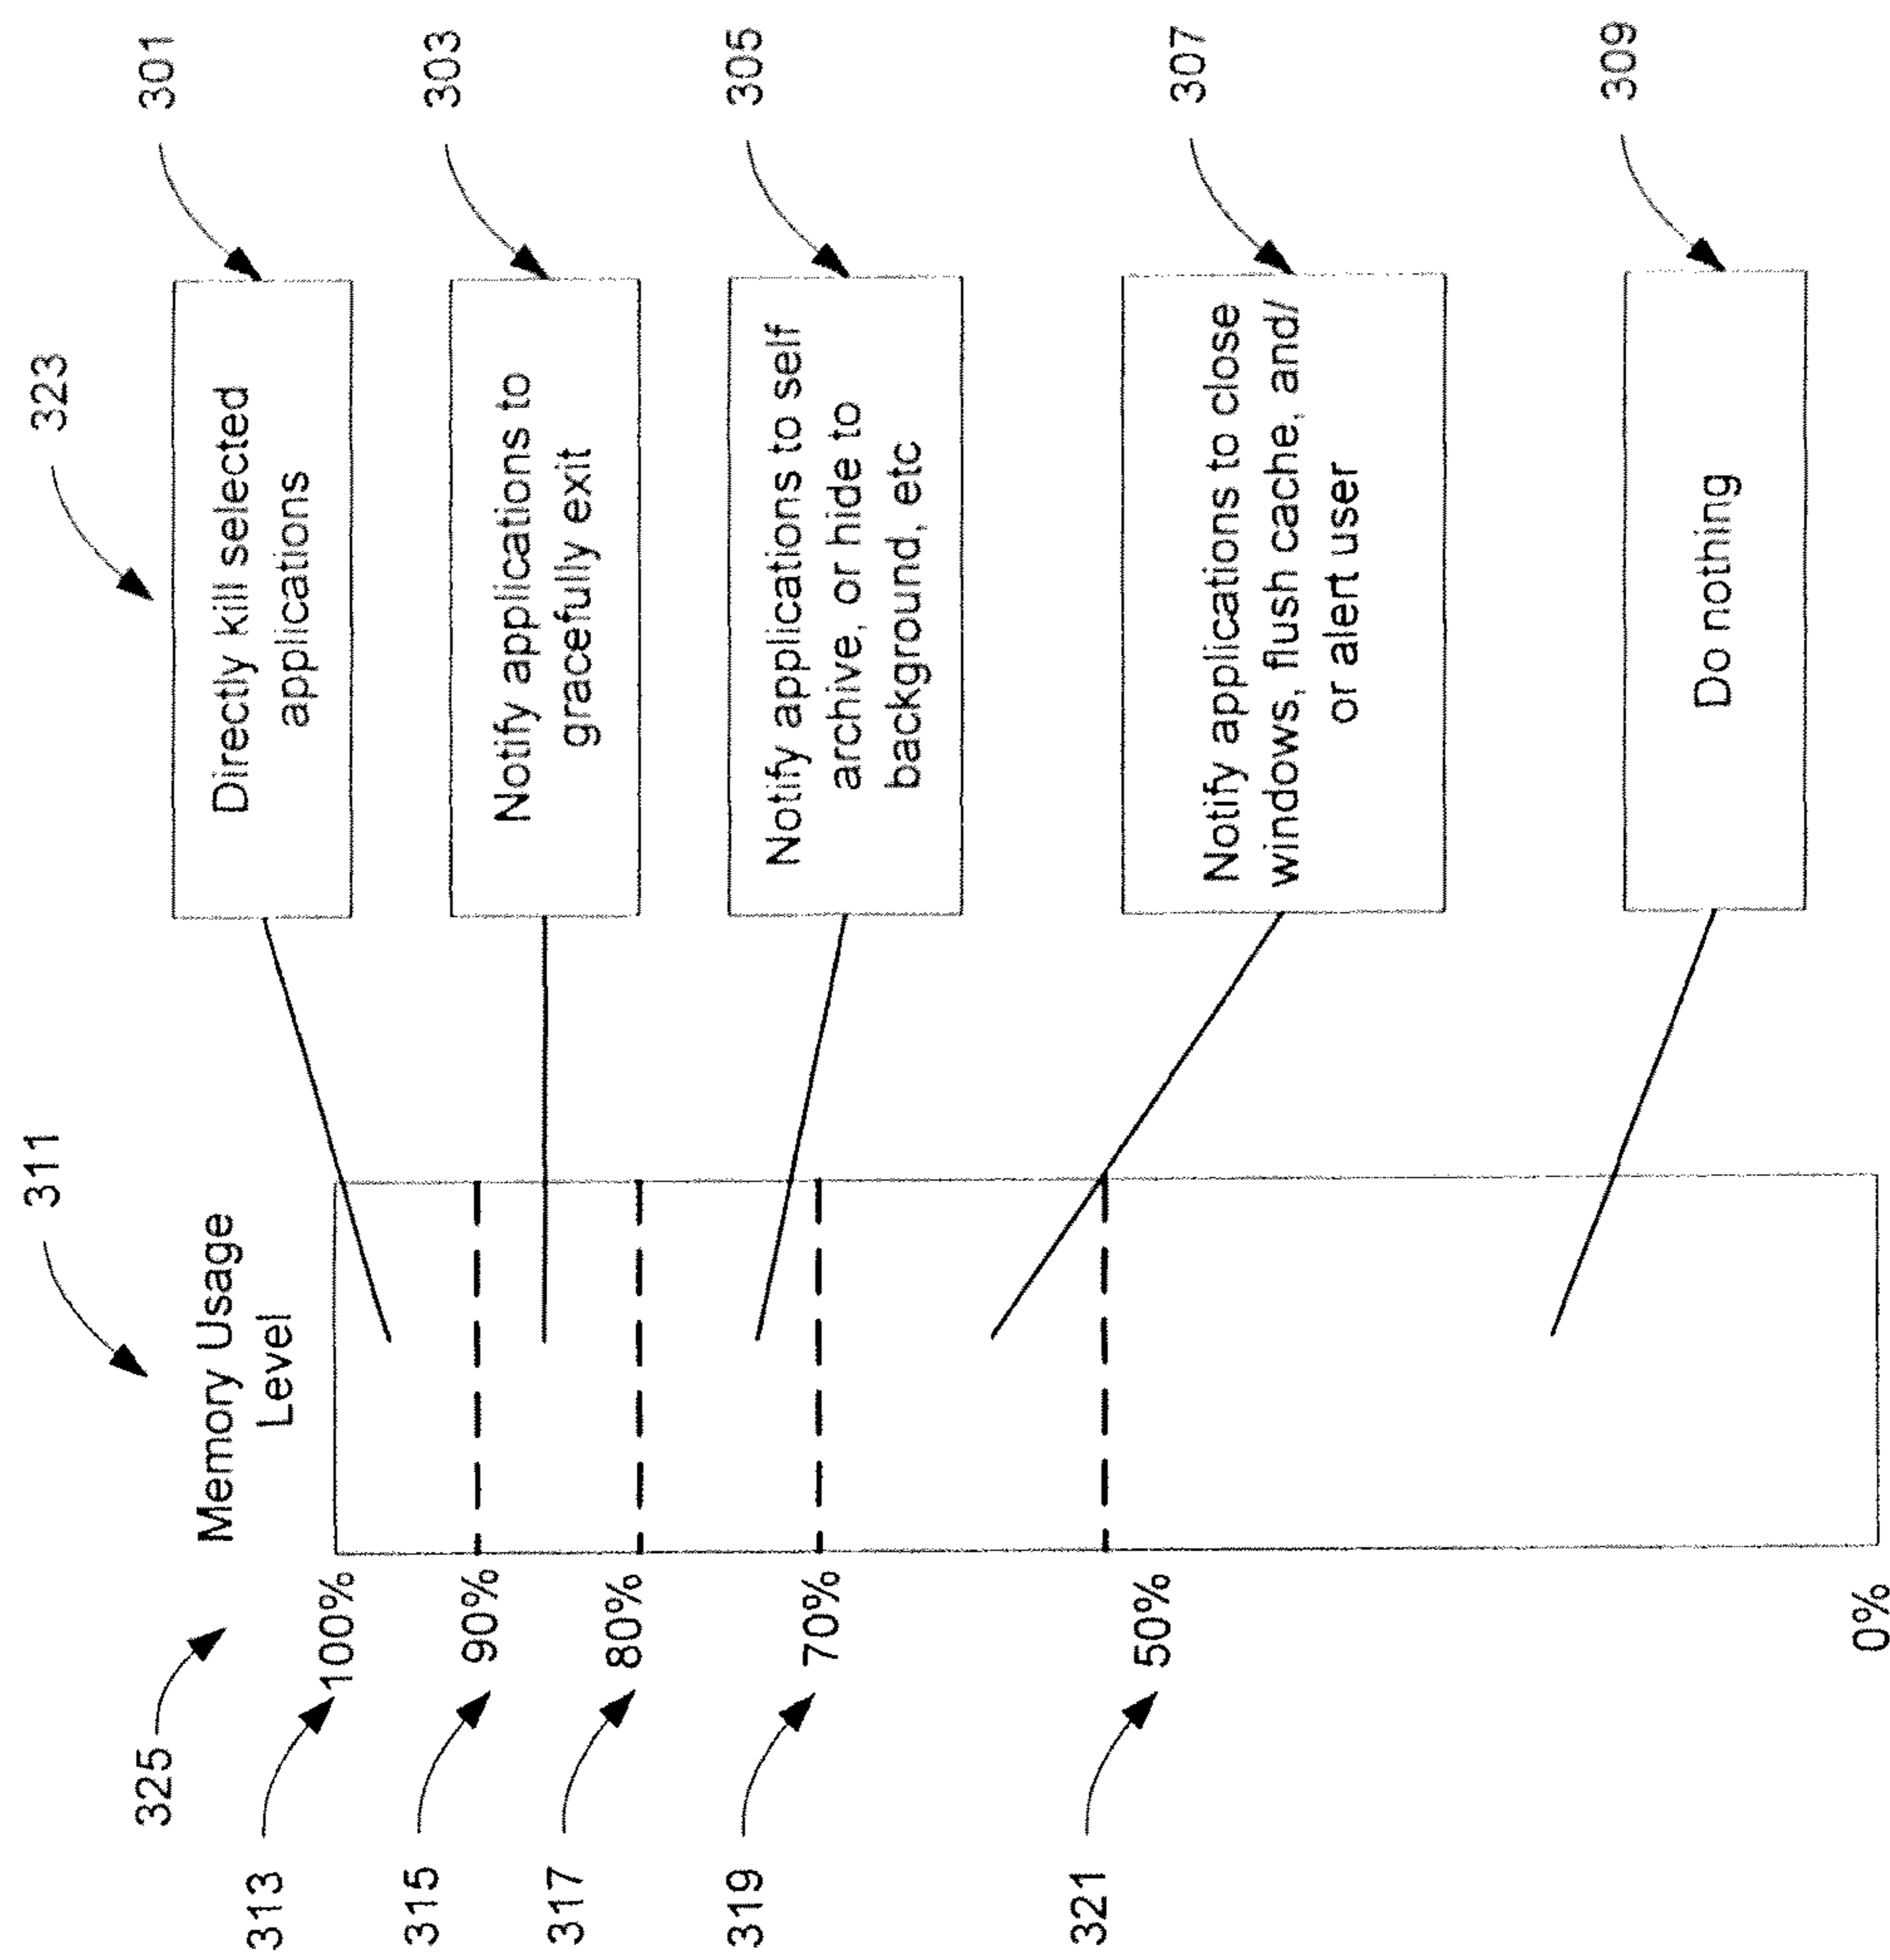 311
323
Memory Usage
Level
325
313
100%
315
90%
317
80%
319
70%
321
50%
0%
Directly kill selected
applications
301
Notify applications to
gracefully exit
303
Notify applications to self
archive, or hide to
background, etc
305
Notify applications to close
windows, flush cache, and/
or alert user
307
Do nothing
309